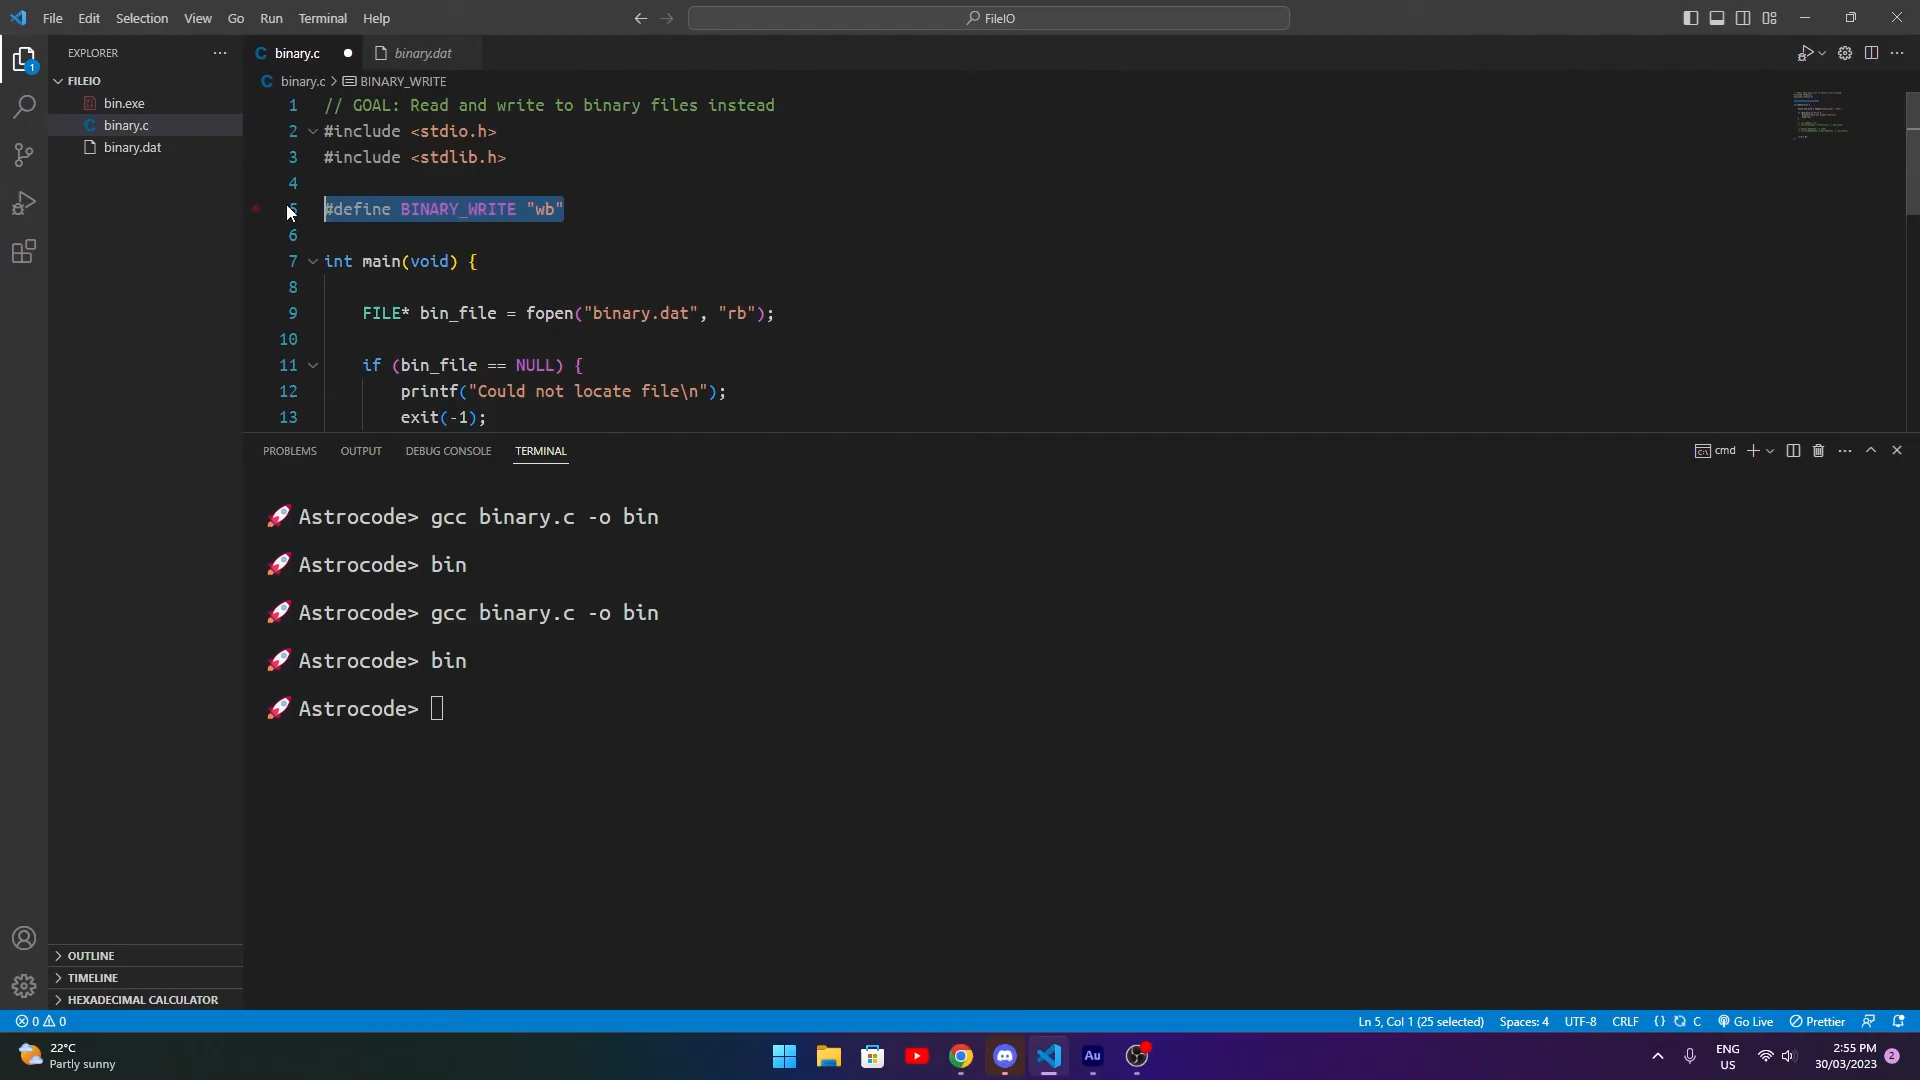 File Edit Selection View Go Run Terminal Help
FileIO
EXPLORER
FILEIO
bin.exe
binary.c
binary.dat
OUTLINE
TIMELINE
HEXADECIMAL CALCULATOR
binary.c binary.dat
binary.c > BINARY_WRITE
1 // GOAL: Read and write to binary files instead
2 #include <stdio.h>
3 #include <stdlib.h>
4
5 #define BINARY_WRITE "wb"
6
7 int main(void) {
8
9 FILE* bin_file = fopen("binary.dat", "rb");
10
11 if (bin_file == NULL) {
12 printf("Could not locate file\n");
13 exit(-1);
PROBLEMS OUTPUT DEBUG CONSOLE TERMINAL
cmd
Astrocode> gcc binary.c -o bin
Astrocode> bin
Astrocode> gcc binary.c -o bin
Astrocode> bin
Astrocode>
0 0 Ln 5, Col 1 (25 selected) Spaces: 4 UTF-8 CRLF {} C Go Live Prettier
22°C
Partly sunny
Au
ENG
US
2:55 PM
30/03/2023
2
1